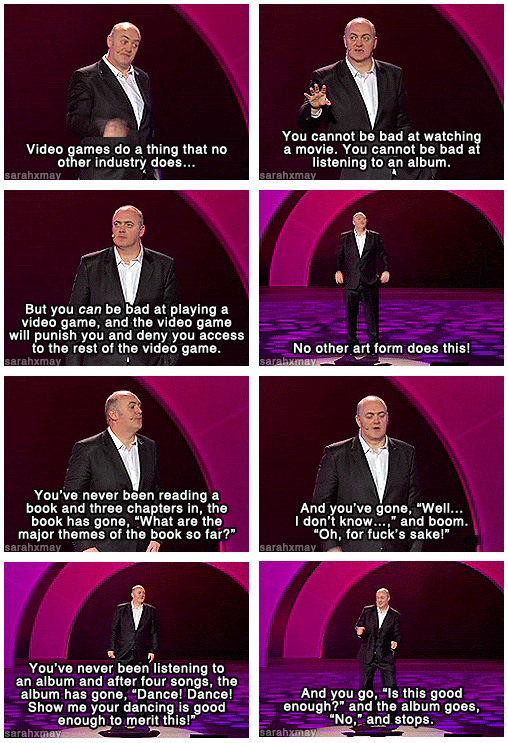 Video games do a thing that no
other industry does...
sarahxmay
You cannot be bad at watching
a movie. You cannot be bad at
listening to an album.
sarahxmay
But you can be bad at playing a
video game, and the video game
will punish you and deny you access
to the rest of the video game.
sarahxmay
No other art form does this!
sarahxmay
You've never been reading a
book and three chapters in, the
book has gone, “What are the
major themes of the book so far?”
sarahxmay
And you've gone, “Well...
I don't know...,” and boom.
“Oh, for fuck's sake!”
sarahxmay
You've never been listening to
an album and after four songs, the
album has gone, “Dance! Dance!
Show me your dancing is good
enough to merit this!”
sarahxmay
And you go, “Is this good
enough?” and the album goes,
“No,” and stops.
sarahxmay